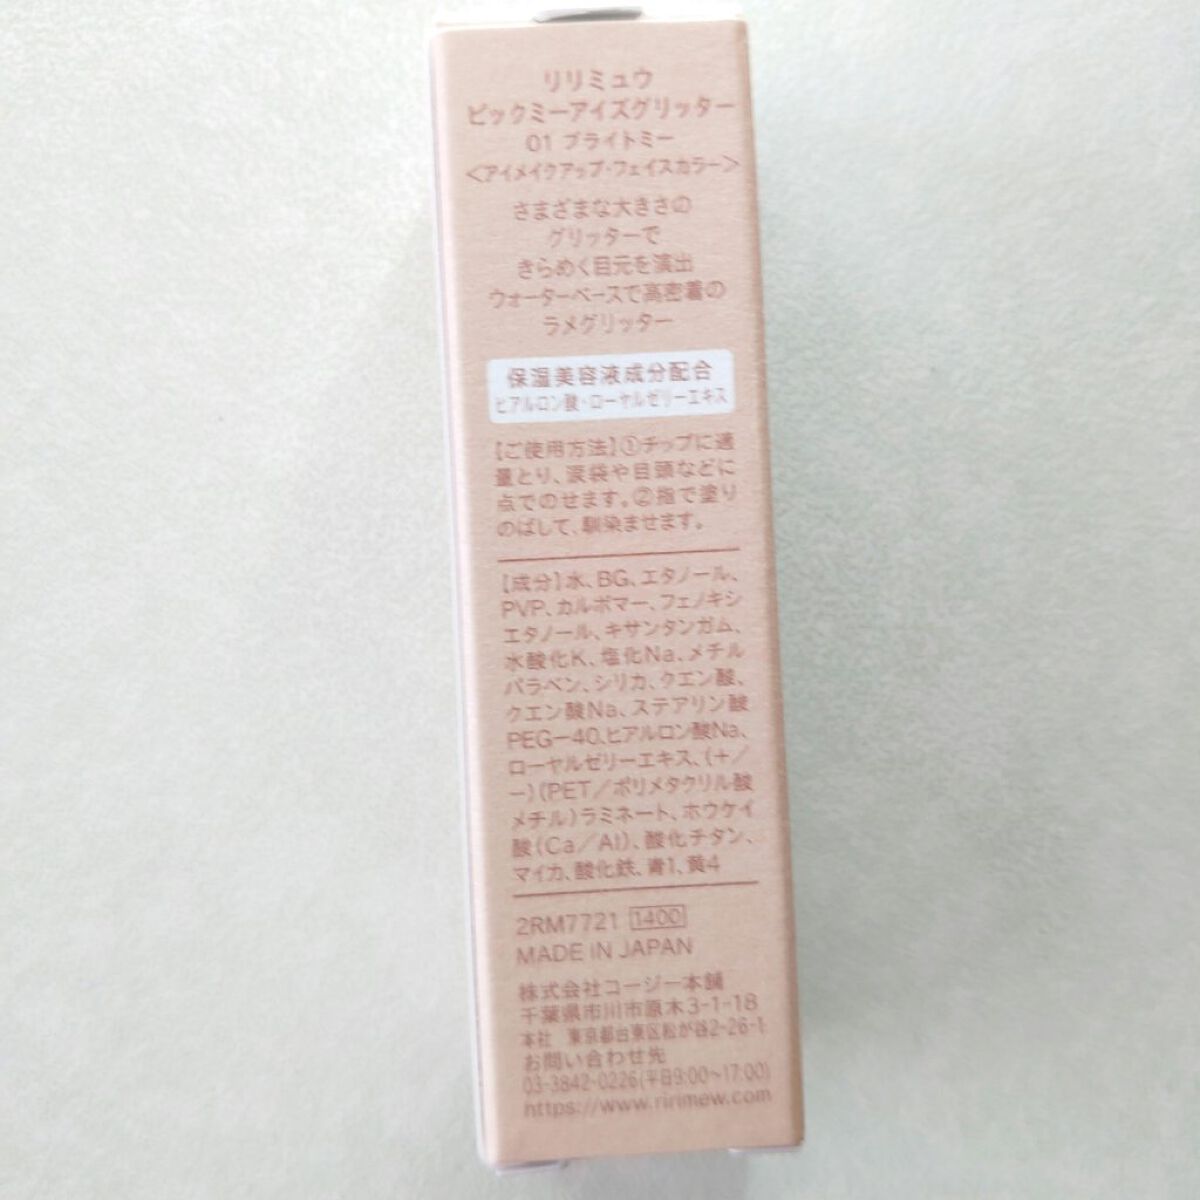 リリミュウ
ピックミーアイズグリッター
01 ブライトミー
＜アイメイクアップ・フェイスカラー＞
さまざまな大きさの
グリッターで
きらめく目元を演出
ウォーターベースで高密着の
ラメグリッター
保湿美容液成分配合
ヒアルロン酸・ローヤルゼリーエキス
【ご使用方法】①チップに適
量とり、涙袋や目頭などに
点でのせます。②指で塗り
のばして、馴染ませます。
【成分】水、BG、エタノール、
PVP、カルボマー、フェノキシ
エタノール、キサンタンガム、
水酸化K、塩化Na、メチル
パラベン、シリカ、クエン酸、
クエン酸Na、ステアリン酸
PEG－40、ヒアルロン酸Na、
ローヤルゼリーエキス、（＋／
－）（PET／ポリメタクリル酸
メチル）ラミネート、ホウケイ
酸（Ca／Al）、酸化チタン、
マイカ、酸化鉄、青1、黄4
2RM7721 1400
MADE IN JAPAN
株式会社コージー本舗
千葉県市川市原木3-1-18
本社　東京都台東区松が谷2-26-1
お問い合わせ先
03-3842-0226(平日9:00〜17:00)
https://www.ririmew.com